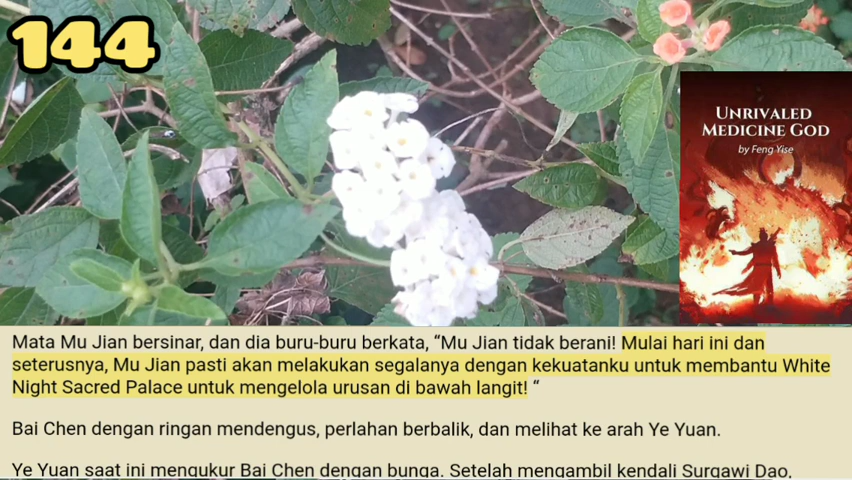 144
UNRIVALED
MEDICINE GOD
by Feng Yise
Mata Mu Jian bersinar, dan dia buru-buru berkata, “Mu Jian tidak berani! Mulai hari ini dan
seterusnya, Mu Jian pasti akan melakukan segalanya dengan kekuatanku untuk membantu White
Night Sacred Palace untuk mengelola urusan di bawah langit! “
Bai Chen dengan ringan mendengus, perlahan berbalik, dan melihat ke arah Ye Yuan.
Ye Yuan saat ini mengukur Bai Chen dengan bunga. Setelah mengambil kendali Surgawi Dao,